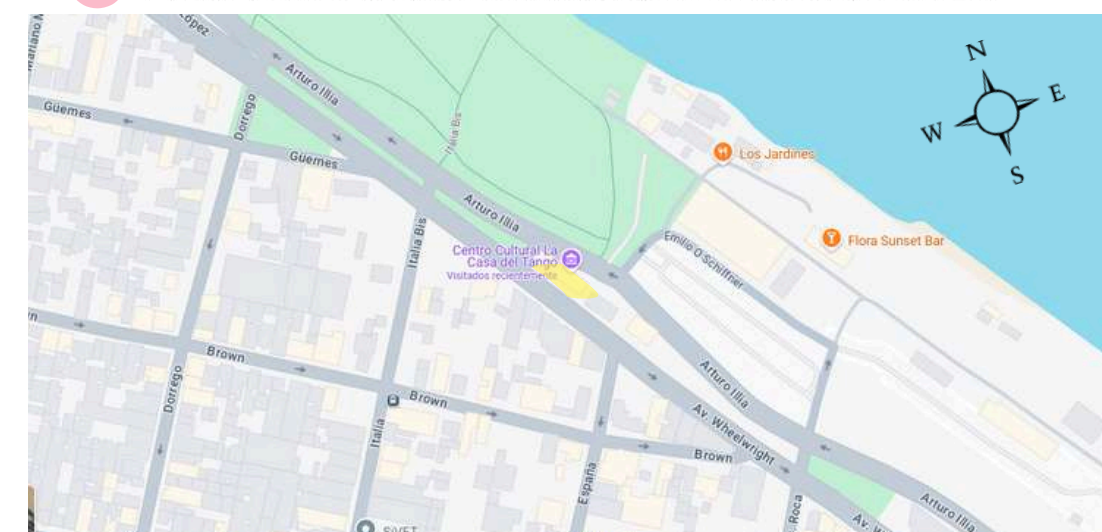 López
Arturo Illia
Güemes
Dorrego
Güemes
Italia Bis
Los Jardines
Arturo Illia
Italia Bis
Centro Cultural La
Casa del Tango
Visitados recientemente
Emilio O Schiffner
Flora Sunset Bar
Brown
Dorrego
Brown
Italia
Arturo Illia
Av. Wheelwright
Brown
España
Roca
Arturo Illia
N
E
W
S